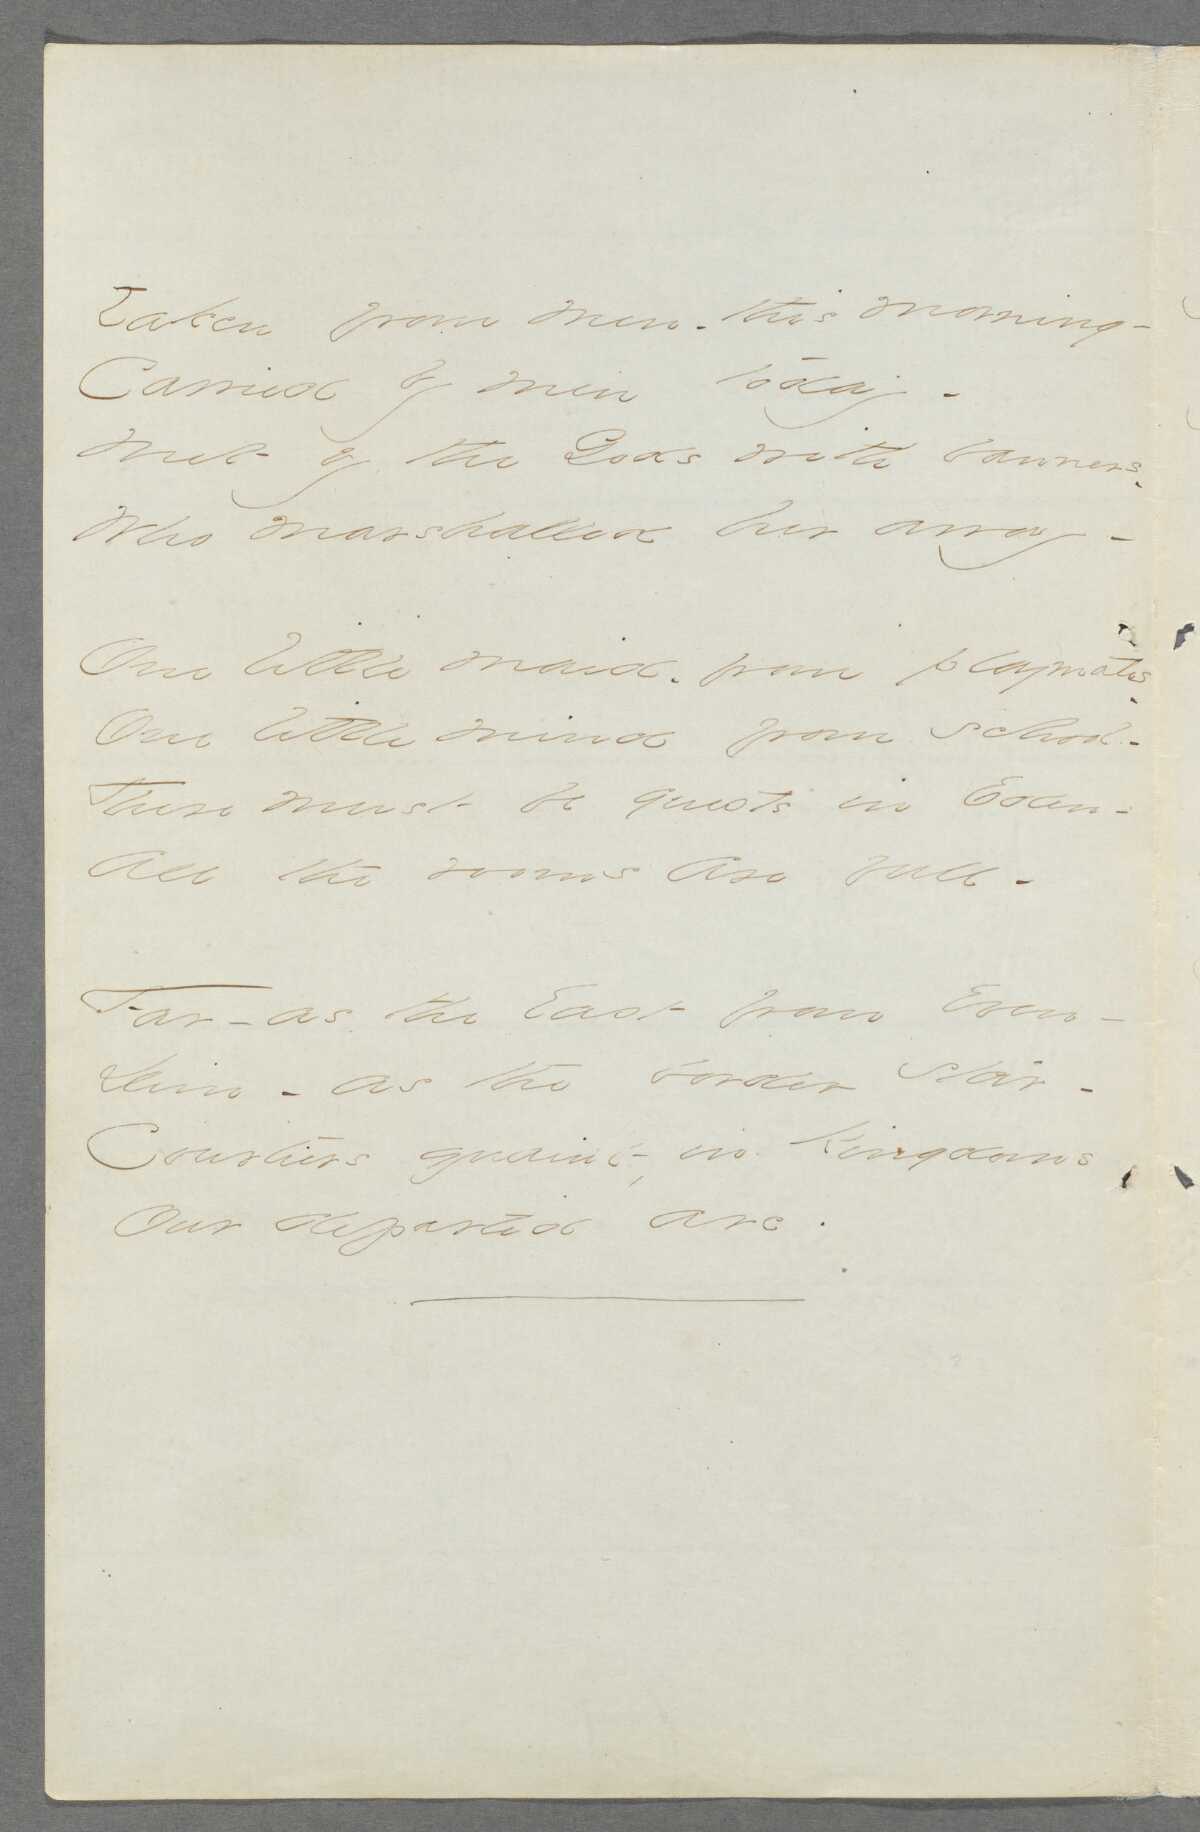 Taken from men - this morning -
Carried by men today -
Met by the Gods with banners -
Who marshalled her away -

One little maid - from playmates -
One little mind from school -
There must be guests in Eden -
All the rooms are full -

Far - as the East from Even -
Dim - as the border star -
Courtiers quaint, in Kingdoms
Our departed are.